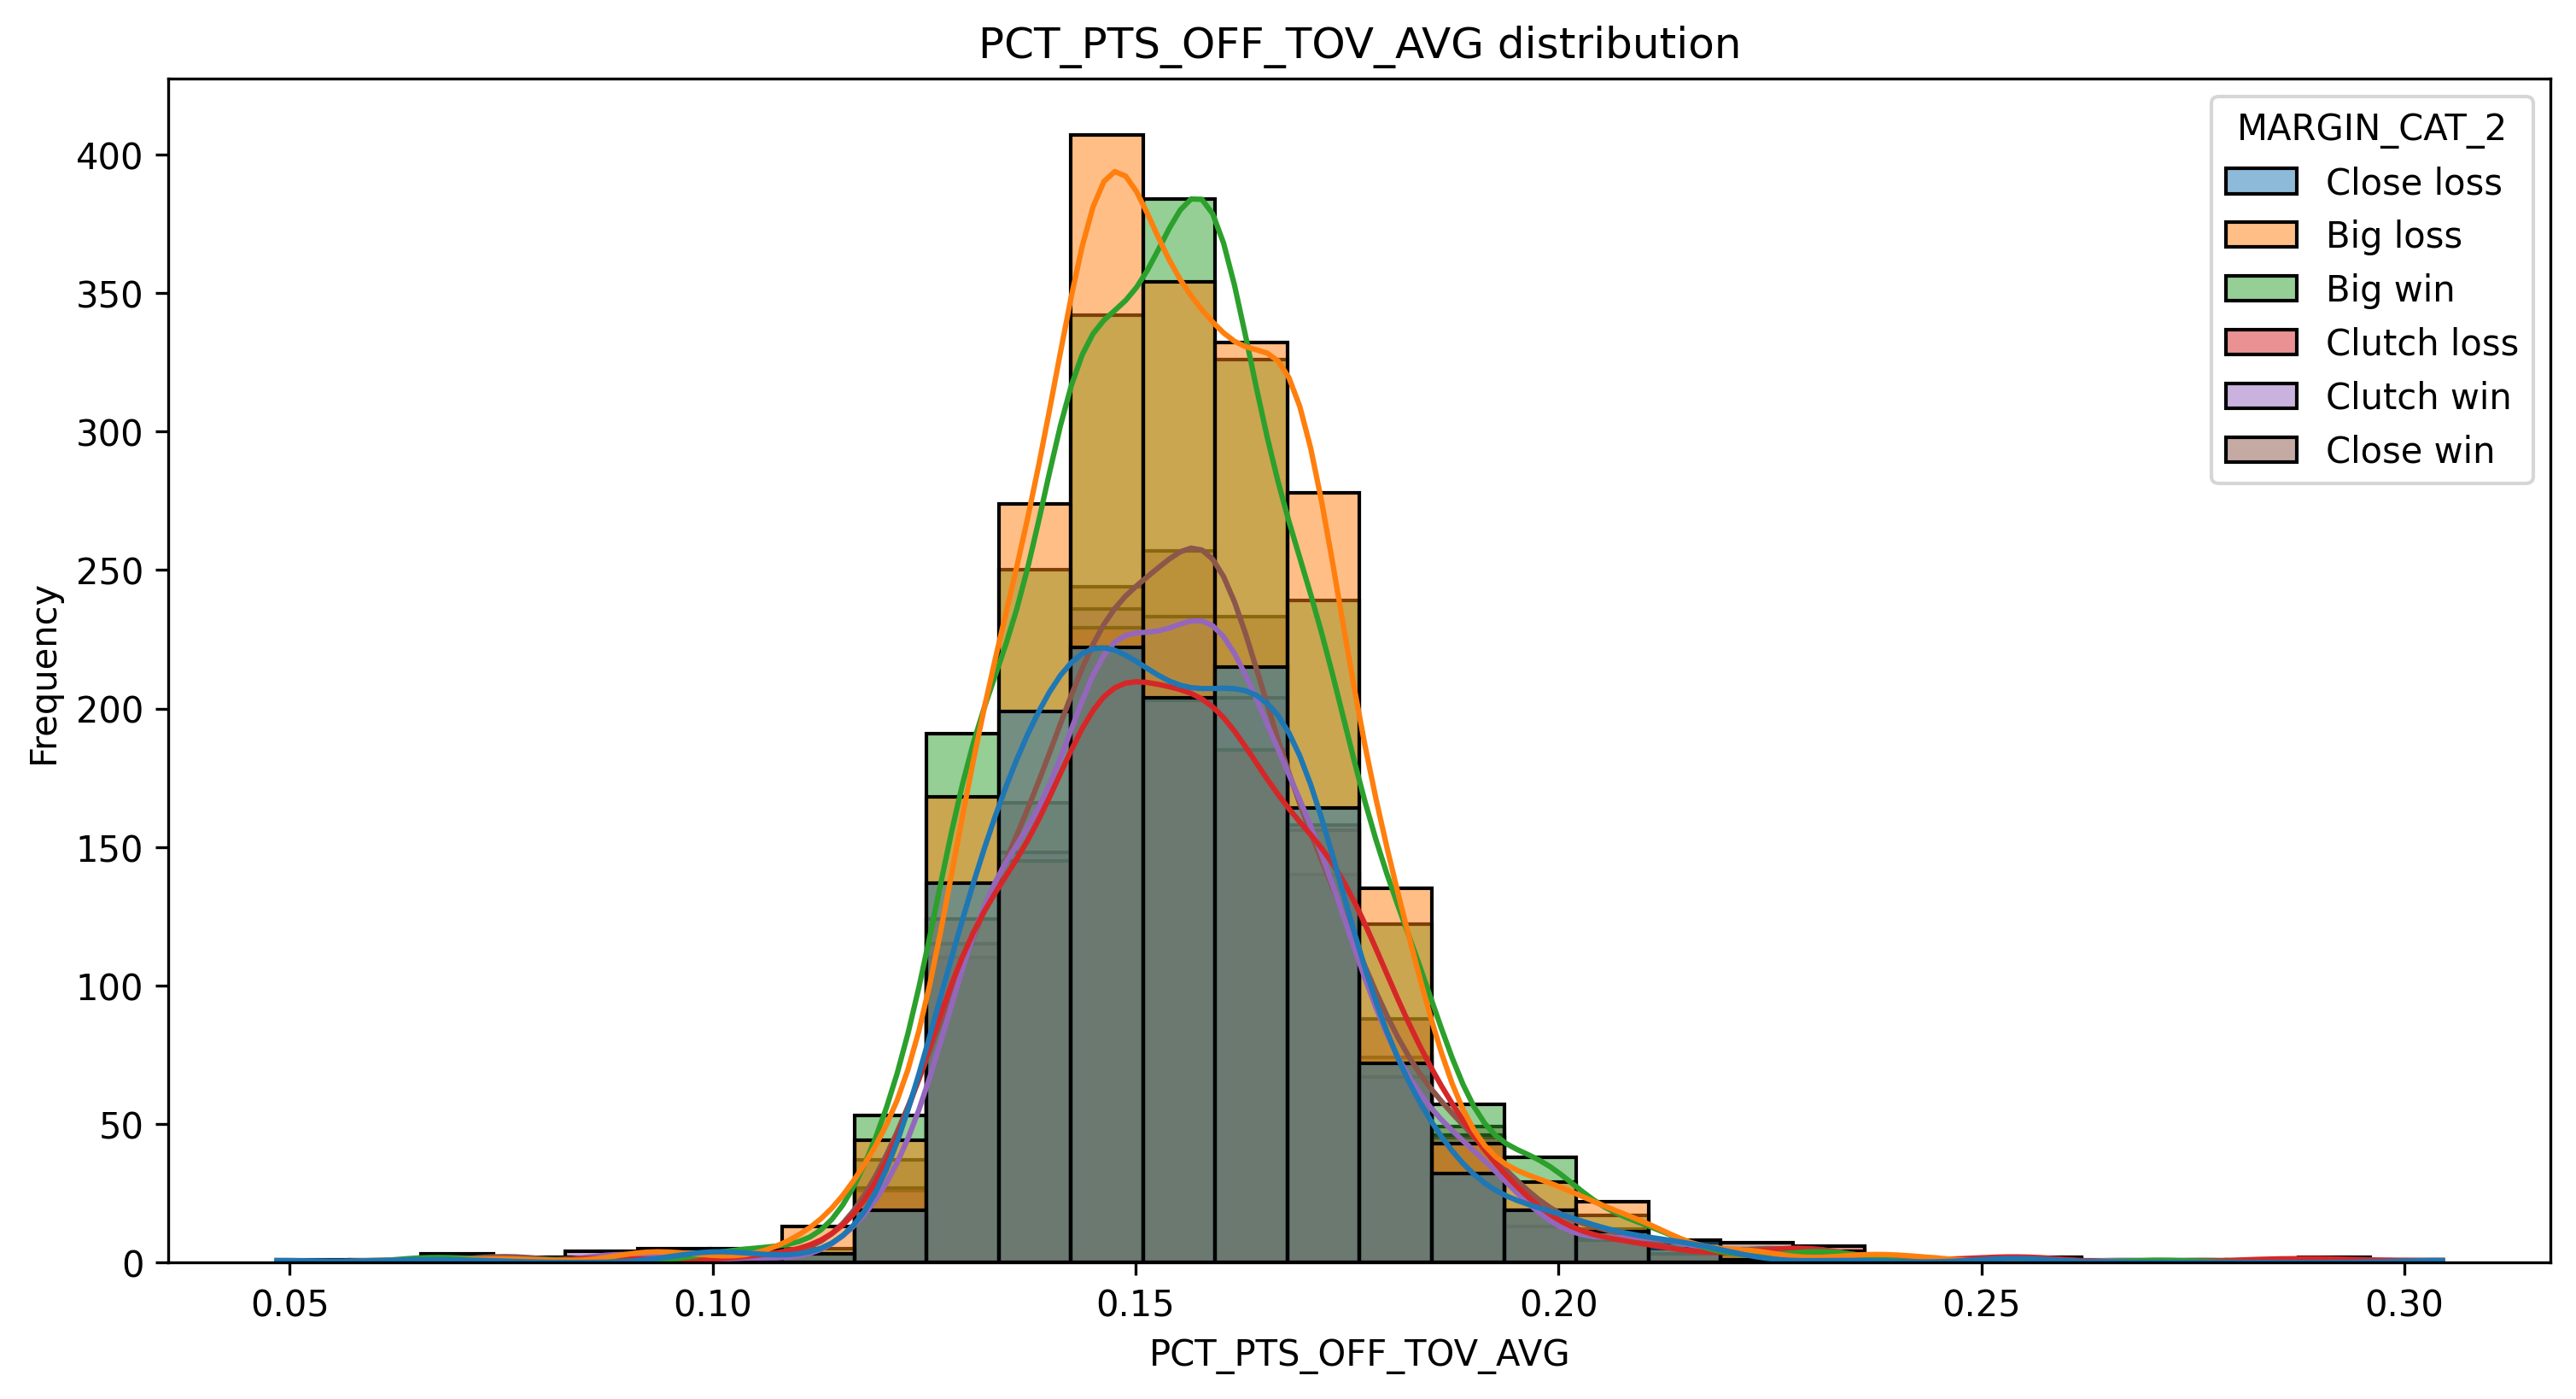 PCT_PTS_OFF_TOV_AVG distribution
MARGIN_CAT_2
Close loss
Big loss
Big win
Clutch loss
Clutch win
Close win
Frequency
400
350
300
250
200
150
100
50
0
0.05
0.10
0.15
0.20
0.25
0.30
PCT_PTS_OFF_TOV_AVG